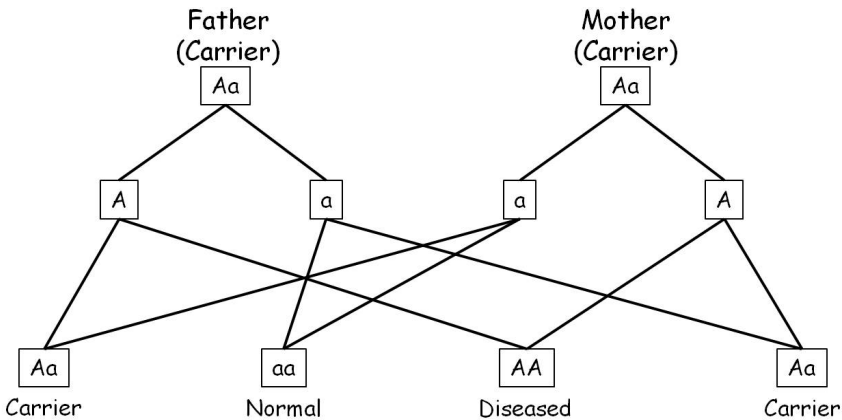 Father
(Carrier)
Mother
(Carrier)
Aa
Aa
A
a
a
A
Aa
aa
AA
Aa
Carrier
Normal
Diseased
Carrier